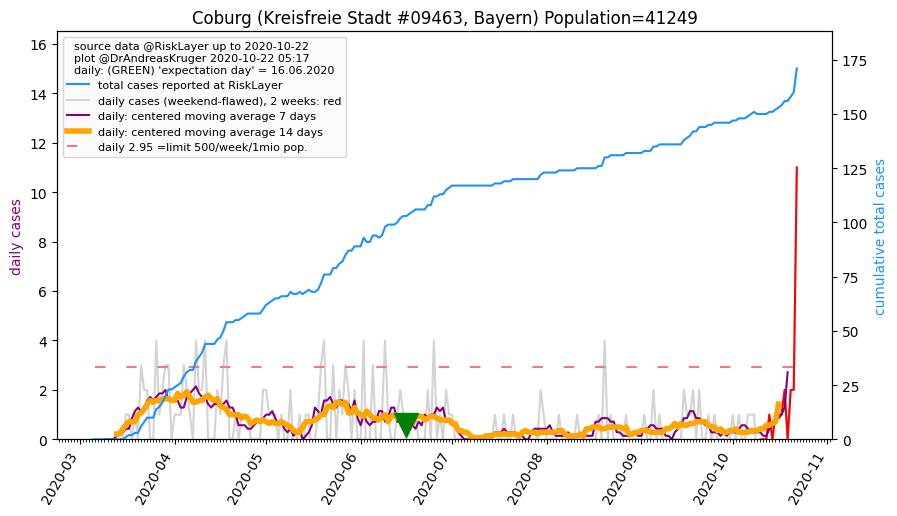 Coburg (Kreisfreie Stadt #09463, Bayern) Population=41249
source data @RiskLayer up to 2020-10-22
plot @DrAndreasKruger 2020-10-22 05:17
daily: (GREEN) 'expectation day' = 16.06.2020
total cases reported at RiskLayer
daily cases (weekend-flawed), 2 weeks: red
daily: centered moving average 7 days
daily: centered moving average 14 days
daily 2.95 =limit 500/week/1mio pop.
daily cases
16
14
12
10
8
6
4
2
0
cumulative total cases
175
150
125
100
75
50
25
0
2020-03
2020-04
2020-05
2020-06
2020-07
2020-08
2020-09
2020-10
2020-11